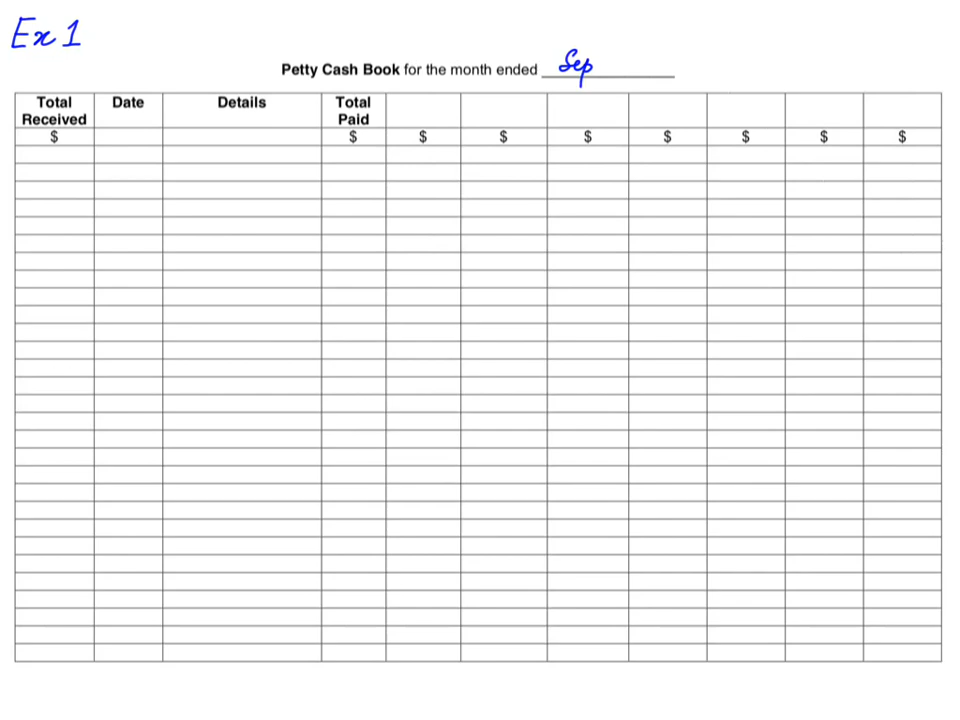 Ex 1
Petty Cash Book for the month ended Sep
Total Received Date Details Total Paid
$ $ $ $ $ $ $ $ $